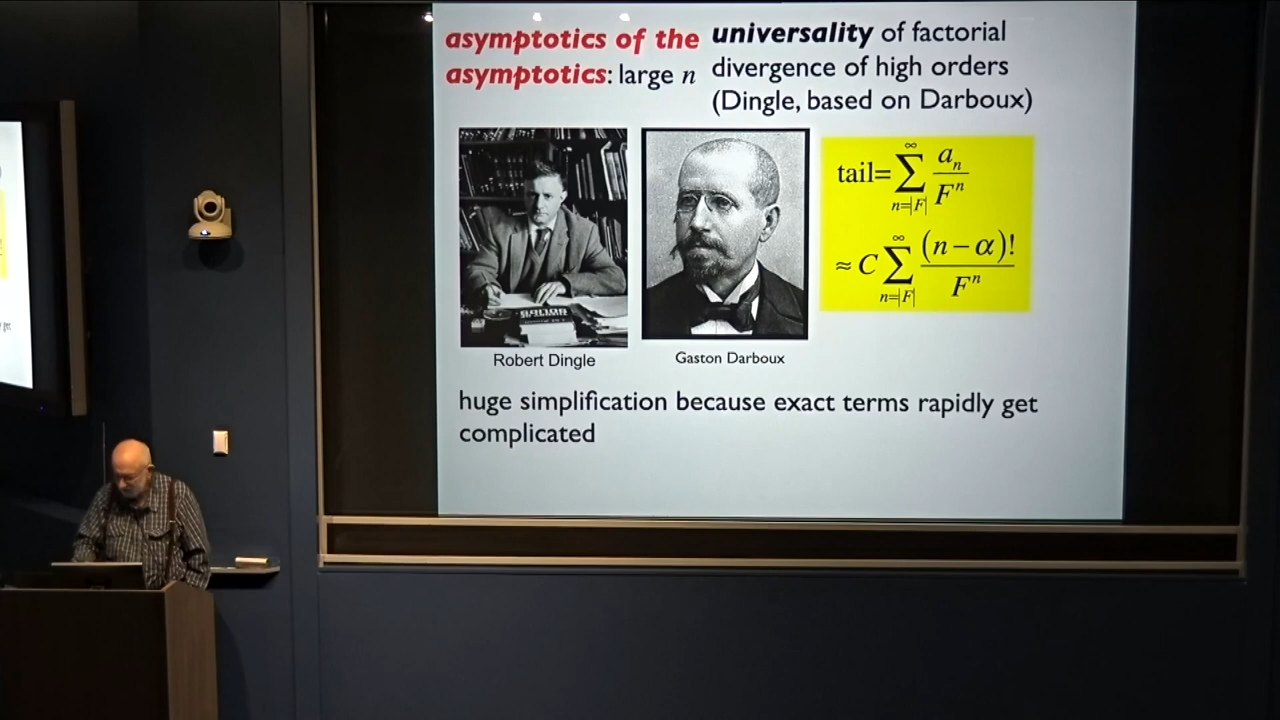 asymptotics of the
asymptotics: large n
universality of factorial
divergence of high orders
(Dingle, based on Darboux)
tail=∑_{n=|F|}^{∞} a_n/F^n
≈ C ∑_{n=|F|}^{∞} (n−α)!/F^n
Robert Dingle
Gaston Darboux
huge simplification because exact terms rapidly get
complicated